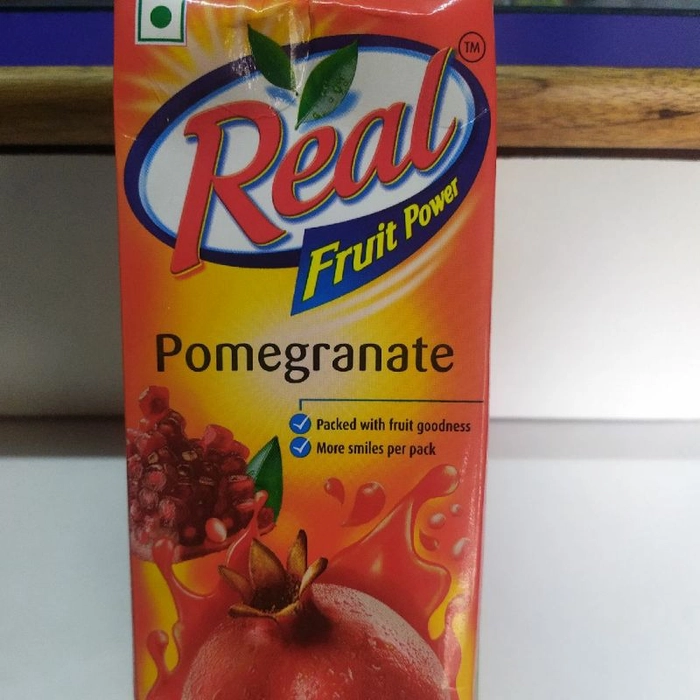 Real
TM
Fruit Power
Pomegranate
Packed with fruit goodness
More smiles per pack